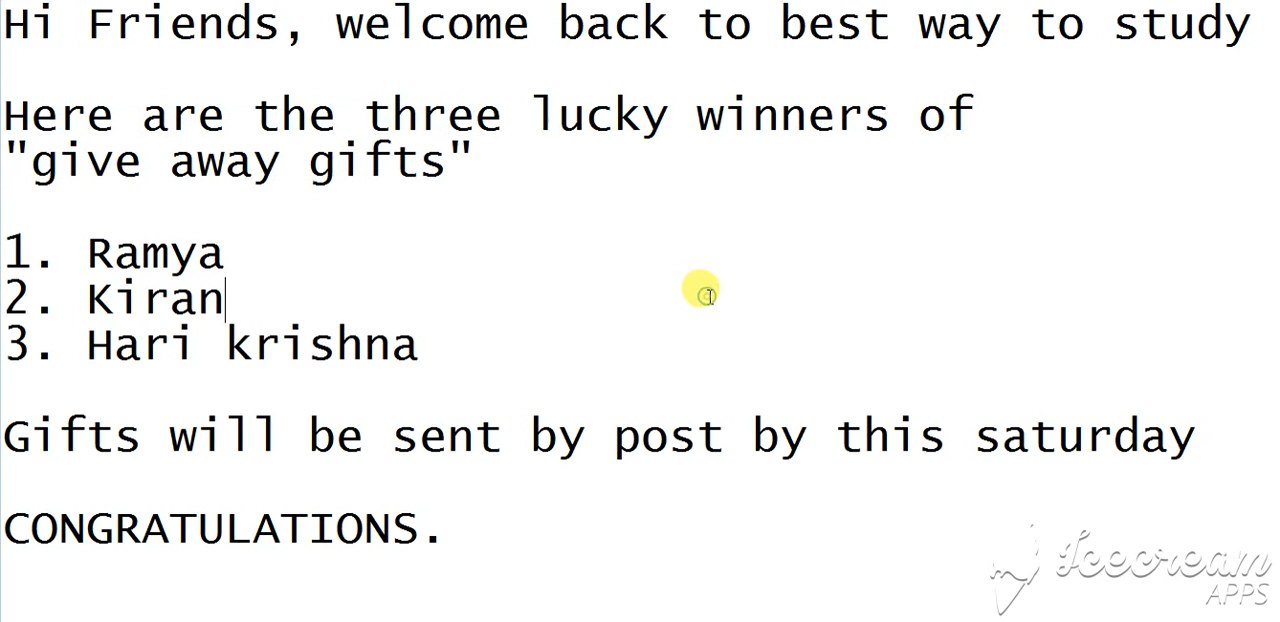 Hi Friends, welcome back to best way to study
Here are the three lucky winners of
"give away gifts"
1. Ramya
2. Kiran
3. Hari krishna
Gifts will be sent by post by this saturday
CONGRATULATIONS.
Icecream
APPS